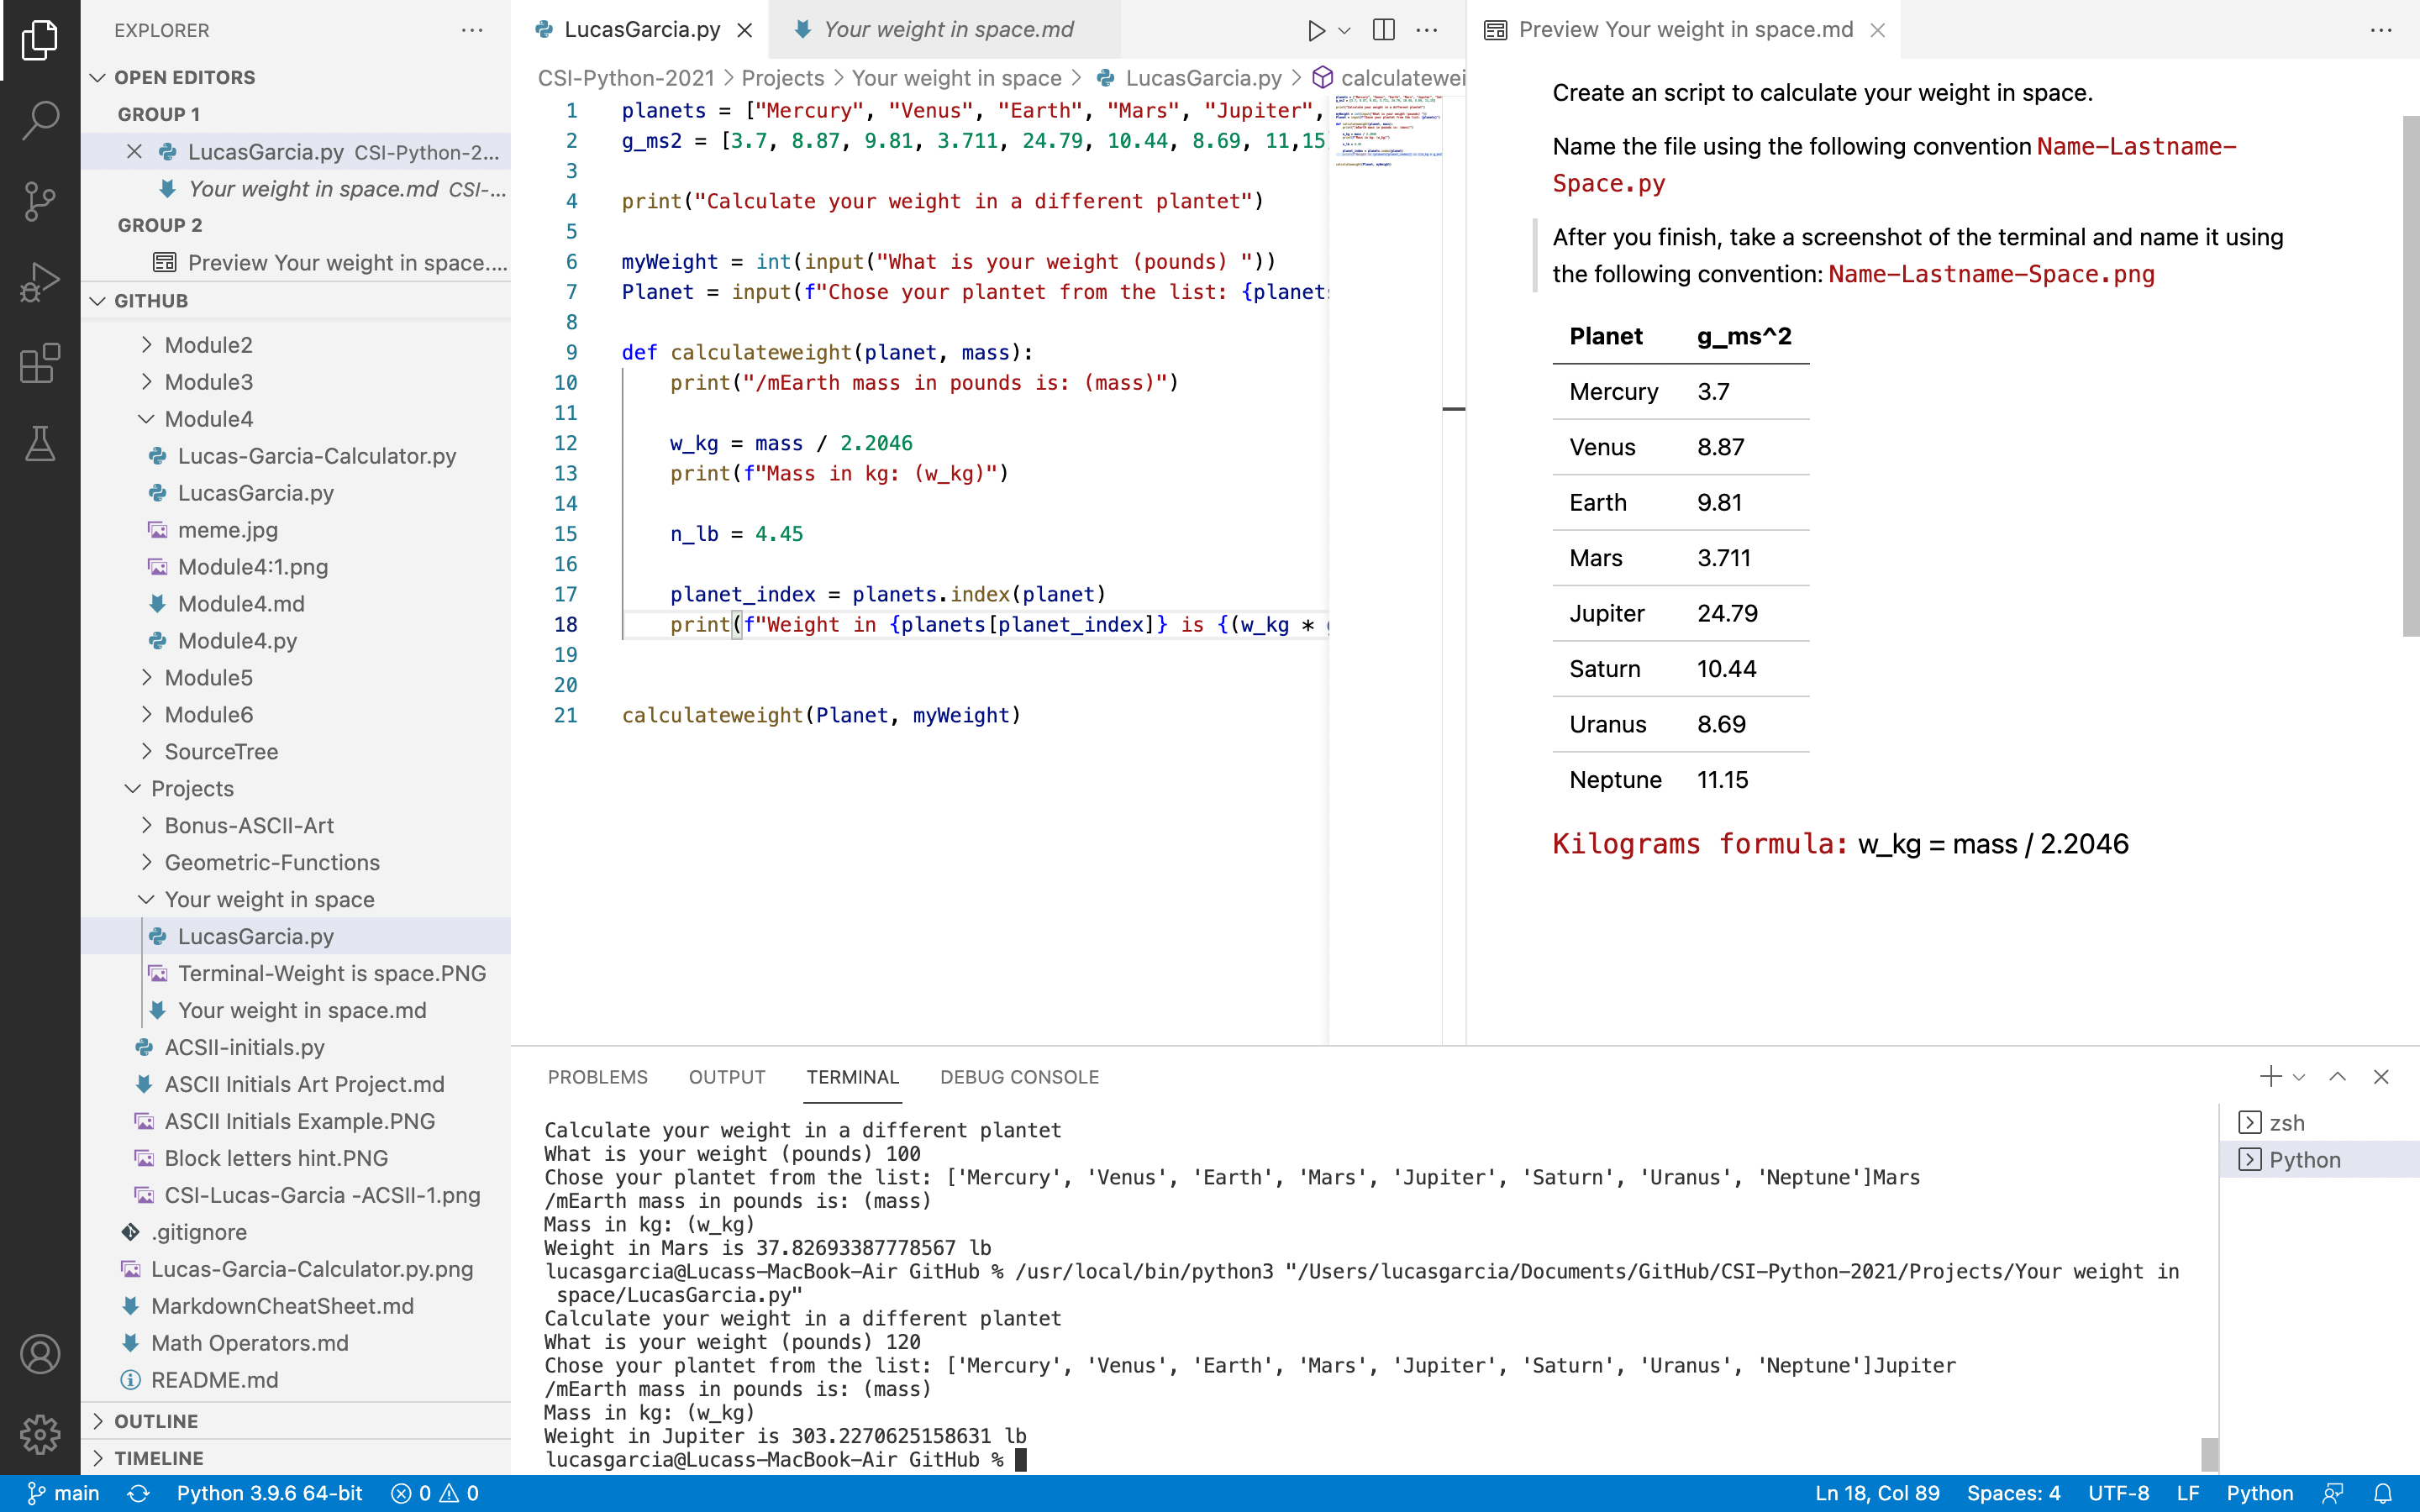 EXPLORER
OPEN EDITORS
GROUP 1
LucasGarcia.py CSI-Python-2...
Your weight in space.md CSI-...
GROUP 2
Preview Your weight in space....
GITHUB
Module2
Module3
Module4
Lucas-Garcia-Calculator.py
LucasGarcia.py
meme.jpg
Module4:1.png
Module4.md
Module4.py
Module5
Module6
SourceTree
Projects
Bonus-ASCII-Art
Geometric-Functions
Your weight in space
LucasGarcia.py
Terminal-Weight is space.PNG
Your weight in space.md
ACSII-initials.py
ASCII Initials Art Project.md
ASCII Initials Example.PNG
Block letters hint.PNG
CSI-Lucas-Garcia -ACSII-1.png
.gitignore
Lucas-Garcia-Calculator.py.png
MarkdownCheatSheet.md
Math Operators.md
README.md
OUTLINE
TIMELINE
LucasGarcia.py
Your weight in space.md
CSI-Python-2021 > Projects > Your weight in space > LucasGarcia.py > calculatewei
1 planets = ["Mercury", "Venus", "Earth", "Mars", "Jupiter",
2 g_ms2 = [3.7, 8.87, 9.81, 3.711, 24.79, 10.44, 8.69, 11,15
3
4 print("Calculate your weight in a different plantet")
5
6 myWeight = int(input("What is your weight (pounds) "))
7 Planet = input(f"Chose your plantet from the list: {planets
8
9 def calculateweight(planet, mass):
10 print("/mEarth mass in pounds is: (mass)")
11
12 w_kg = mass / 2.2046
13 print(f"Mass in kg: (w_kg)")
14
15 n_lb = 4.45
16
17 planet_index = planets.index(planet)
18 print(f"Weight in {planets[planet_index]} is {(w_kg *
19
20
21 calculateweight(Planet, myWeight)
Preview Your weight in space.md
Create an script to calculate your weight in space.
Name the file using the following convention Name-Lastname-
Space.py
After you finish, take a screenshot of the terminal and name it using
the following convention: Name-Lastname-Space.png
Planet g_ms^2
Mercury 3.7
Venus 8.87
Earth 9.81
Mars 3.711
Jupiter 24.79
Saturn 10.44
Uranus 8.69
Neptune 11.15
Kilograms formula: w_kg = mass / 2.2046
PROBLEMS OUTPUT TERMINAL DEBUG CONSOLE
Calculate your weight in a different plantet
What is your weight (pounds) 100
Chose your plantet from the list: ['Mercury', 'Venus', 'Earth', 'Mars', 'Jupiter', 'Saturn', 'Uranus', 'Neptune']Mars
/mEarth mass in pounds is: (mass)
Mass in kg: (w_kg)
Weight in Mars is 37.82693387778567 lb
lucasgarcia@Lucass-MacBook-Air GitHub % /usr/local/bin/python3 "/Users/lucasgarcia/Documents/GitHub/CSI-Python-2021/Projects/Your weight in
space/LucasGarcia.py"
Calculate your weight in a different plantet
What is your weight (pounds) 120
Chose your plantet from the list: ['Mercury', 'Venus', 'Earth', 'Mars', 'Jupiter', 'Saturn', 'Uranus', 'Neptune']Jupiter
/mEarth mass in pounds is: (mass)
Mass in kg: (w_kg)
Weight in Jupiter is 303.2270625158631 lb
lucasgarcia@Lucass-MacBook-Air GitHub %
zsh
Python
main Python 3.9.6 64-bit 0 0 Ln 18, Col 89 Spaces: 4 UTF-8 LF Python